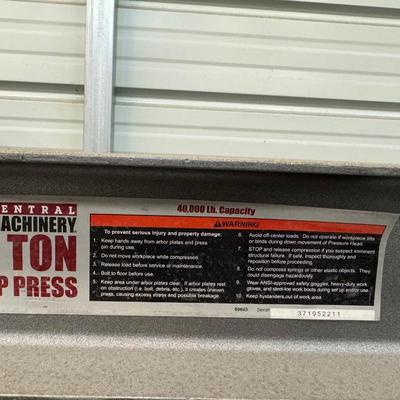 ENTRAL
ACHINERY
TON
P PRESS
40,000 Lb. Capacity
WARNING
To prevent serious injury and property damage:
1. Keep hands away from arbor plates and press
pin during use.
2. Do not move workpiece while compressed.
3. Release load before service or maintenance.
4. Bolt to floor before use.
5. Keep area under arbor plates clear. If arbor plates rest
on obstruction (i.e. bolt, debris, etc.), it creates uneven
press, causing excess stress and possible breakage.
6. Avoid off-center loads. Do not operate if workpiece tilts
or binds during down movement of Pressure Head.
7. STOP and release compression if you suspect imminent
structural failure. If safe, inspect thoroughly and
reposition before proceeding.
8. Do not compress springs or other elastic objects. They
could disengage hazardously.
9. Wear ANSI-approved safety goggles, heavy-duty work
gloves, and steel-toe work boots during set up and/or use.
10. Keep bystanders out of work area
60603 Serial 371952211